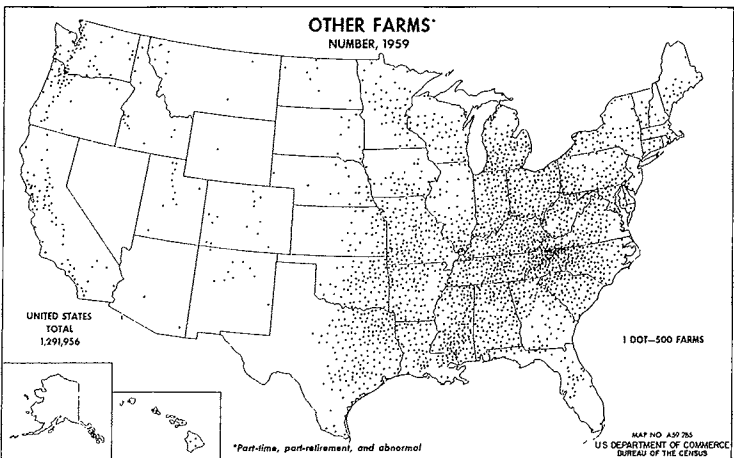 OTHER FARMS*
NUMBER, 1959
UNITED STATES
TOTAL
1,291,956
1 DOT—500 FARMS
*Part-time, part-retirement, and abnormal
MAP NO. A59 785
US DEPARTMENT OF COMMERCE
BUREAU OF THE CENSUS